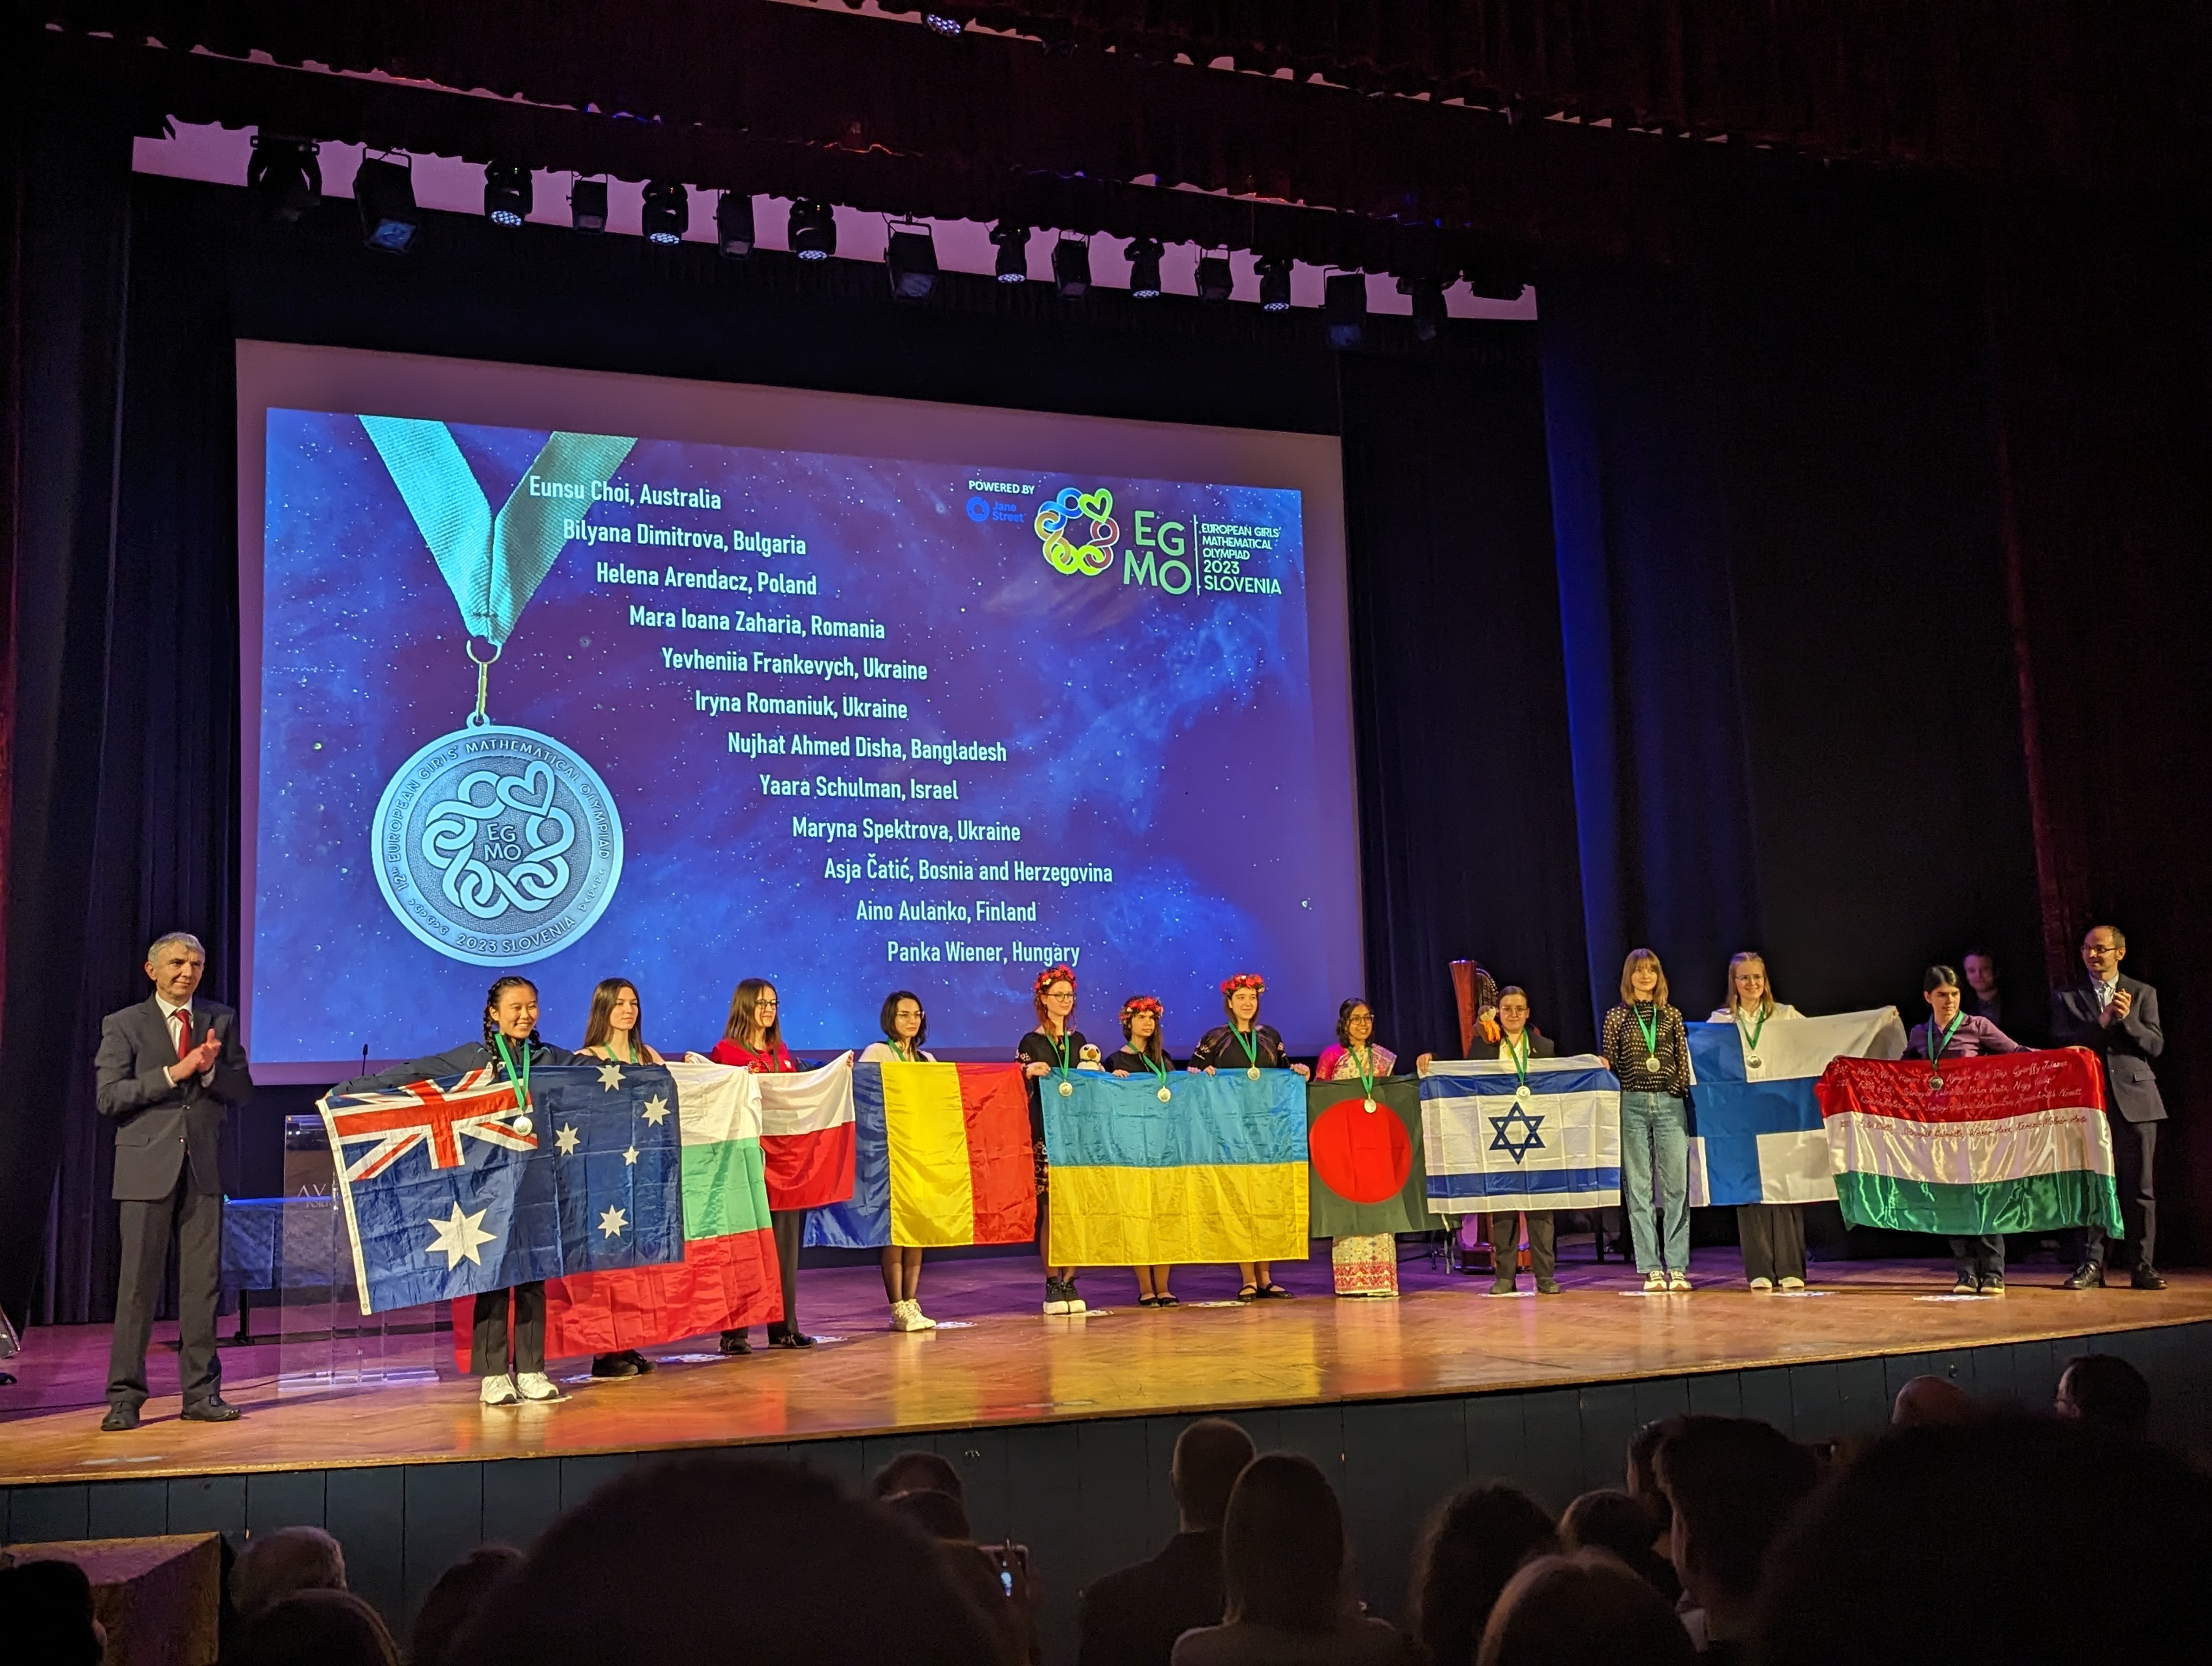 Eunsu Choi, Australia
Bilyana Dimitrova, Bulgaria
Helena Arendacz, Poland
Mara Ioana Zaharia, Romania
Yevheniia Frankevych, Ukraine
Iryna Romaniuk, Ukraine
Nujhat Ahmed Disha, Bangladesh
Yaara Schulman, Israel
Maryna Spektrova, Ukraine
Asja Čatić, Bosnia and Herzegovina
Aino Aulanko, Finland
Panka Wiener, Hungary
POWERED BY
Jane
Street
EG
MO
EUROPEAN GIRLS'
MATHEMATICAL
OLYMPIAD
2023
SLOVENIA
12th EUROPEAN GIRLS' MATHEMATICAL OLYMPIAD
EG
MO
2023 SLOVENIA